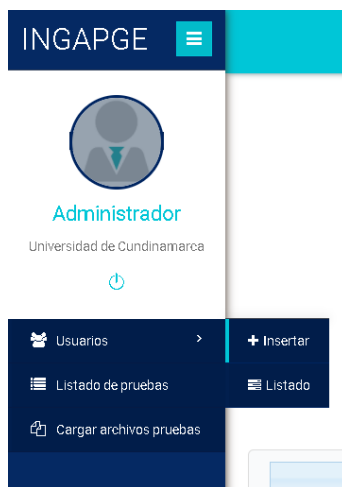 INGAPGE
Administrador
Universidad de Cundinamarca
Usuarios
Insertar
Listado de pruebas
Listado
Cargar archivos pruebas